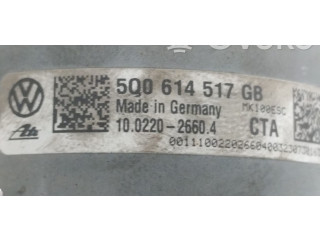 5Q0 614 517 GB
Made in Germany
MK100ESC
10.0220-2660.4
CTA